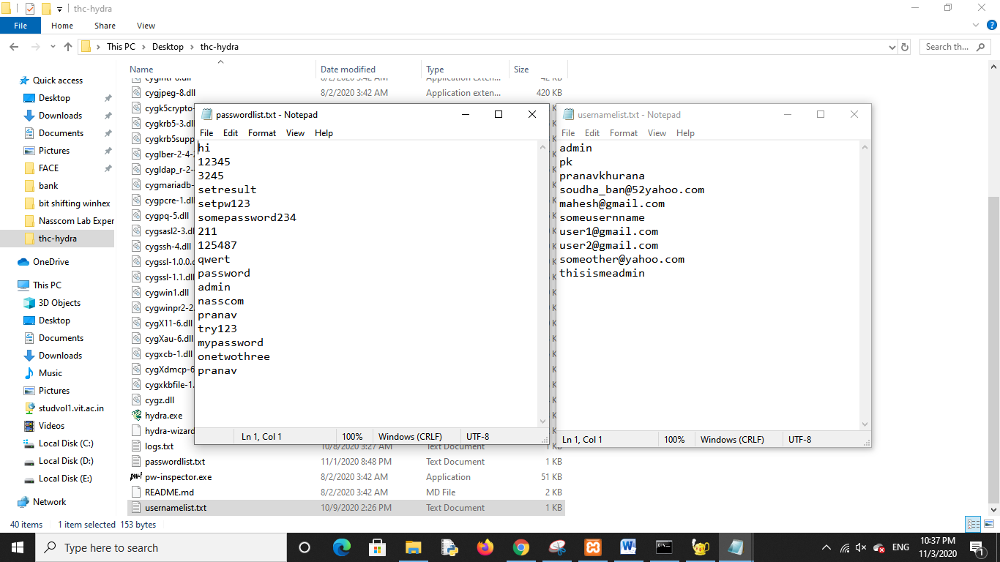 thc-hydra
File Home Share View
This PC Desktop thc-hydra
Search th...
Name Date modified Type Size
Quick access
Desktop
Downloads
Documents
Pictures
FACE
bank
bit shifting winhex
Nasscom Lab Exper
thc-hydra
OneDrive
This PC
3D Objects
Desktop
Documents
Downloads
Music
Pictures
studvol1.vit.ac.in
Videos
Local Disk (C:)
Local Disk (D:)
Local Disk (E:)
Network
cygjpeg-8.dll 8/2/2020 3:42 AM Application exten... 420 KB
cygk5crypto-
cygkrb5-3.dll
cygkrb5supp
cyglber-2-4-
cygldap_r-2-
cygmariadb-
cygpcre-1.dll
cygpq-5.dll
cygsasl2-3.dl
cygssh-4.dll
cygssl-1.0.0.d
cygssl-1.1.dll
cygwin1.dll
cygwinpr2-2.
cygX11-6.dll
cygXau-6.dll
cygxcb-1.dll
cygXdmcp-6
cygxkbfile-1.
cygz.dll
hydra.exe
hydra-wizard
logs.txt 10/8/2020 3:27 AM Text Document 1 KB
passwordlist.txt 11/1/2020 8:48 PM Text Document 1 KB
pw-inspector.exe 8/2/2020 3:42 AM Application 51 KB
README.md 8/2/2020 3:42 AM MD File 2 KB
usernamelist.txt 10/9/2020 2:26 PM Text Document 1 KB
passwordlist.txt - Notepad
File Edit Format View Help
hi
12345
3245
setresult
setpw123
somepassword234
211
125487
qwert
password
admin
nasscom
pranav
try123
mypassword
onetwothree
pranav
Ln 1, Col 1 100% Windows (CRLF) UTF-8
usernamelist.txt - Notepad
File Edit Format View Help
admin
pk
pranavkhurana
soudha_ban@52yahoo.com
mahesh@gmail.com
someusernname
user1@gmail.com
user2@gmail.com
someother@yahoo.com
thisismeadmin
Ln 1, Col 1 100% Windows (CRLF) UTF-8
40 items 1 item selected 153 bytes
Type here to search
ENG
10:37 PM
11/3/2020
1